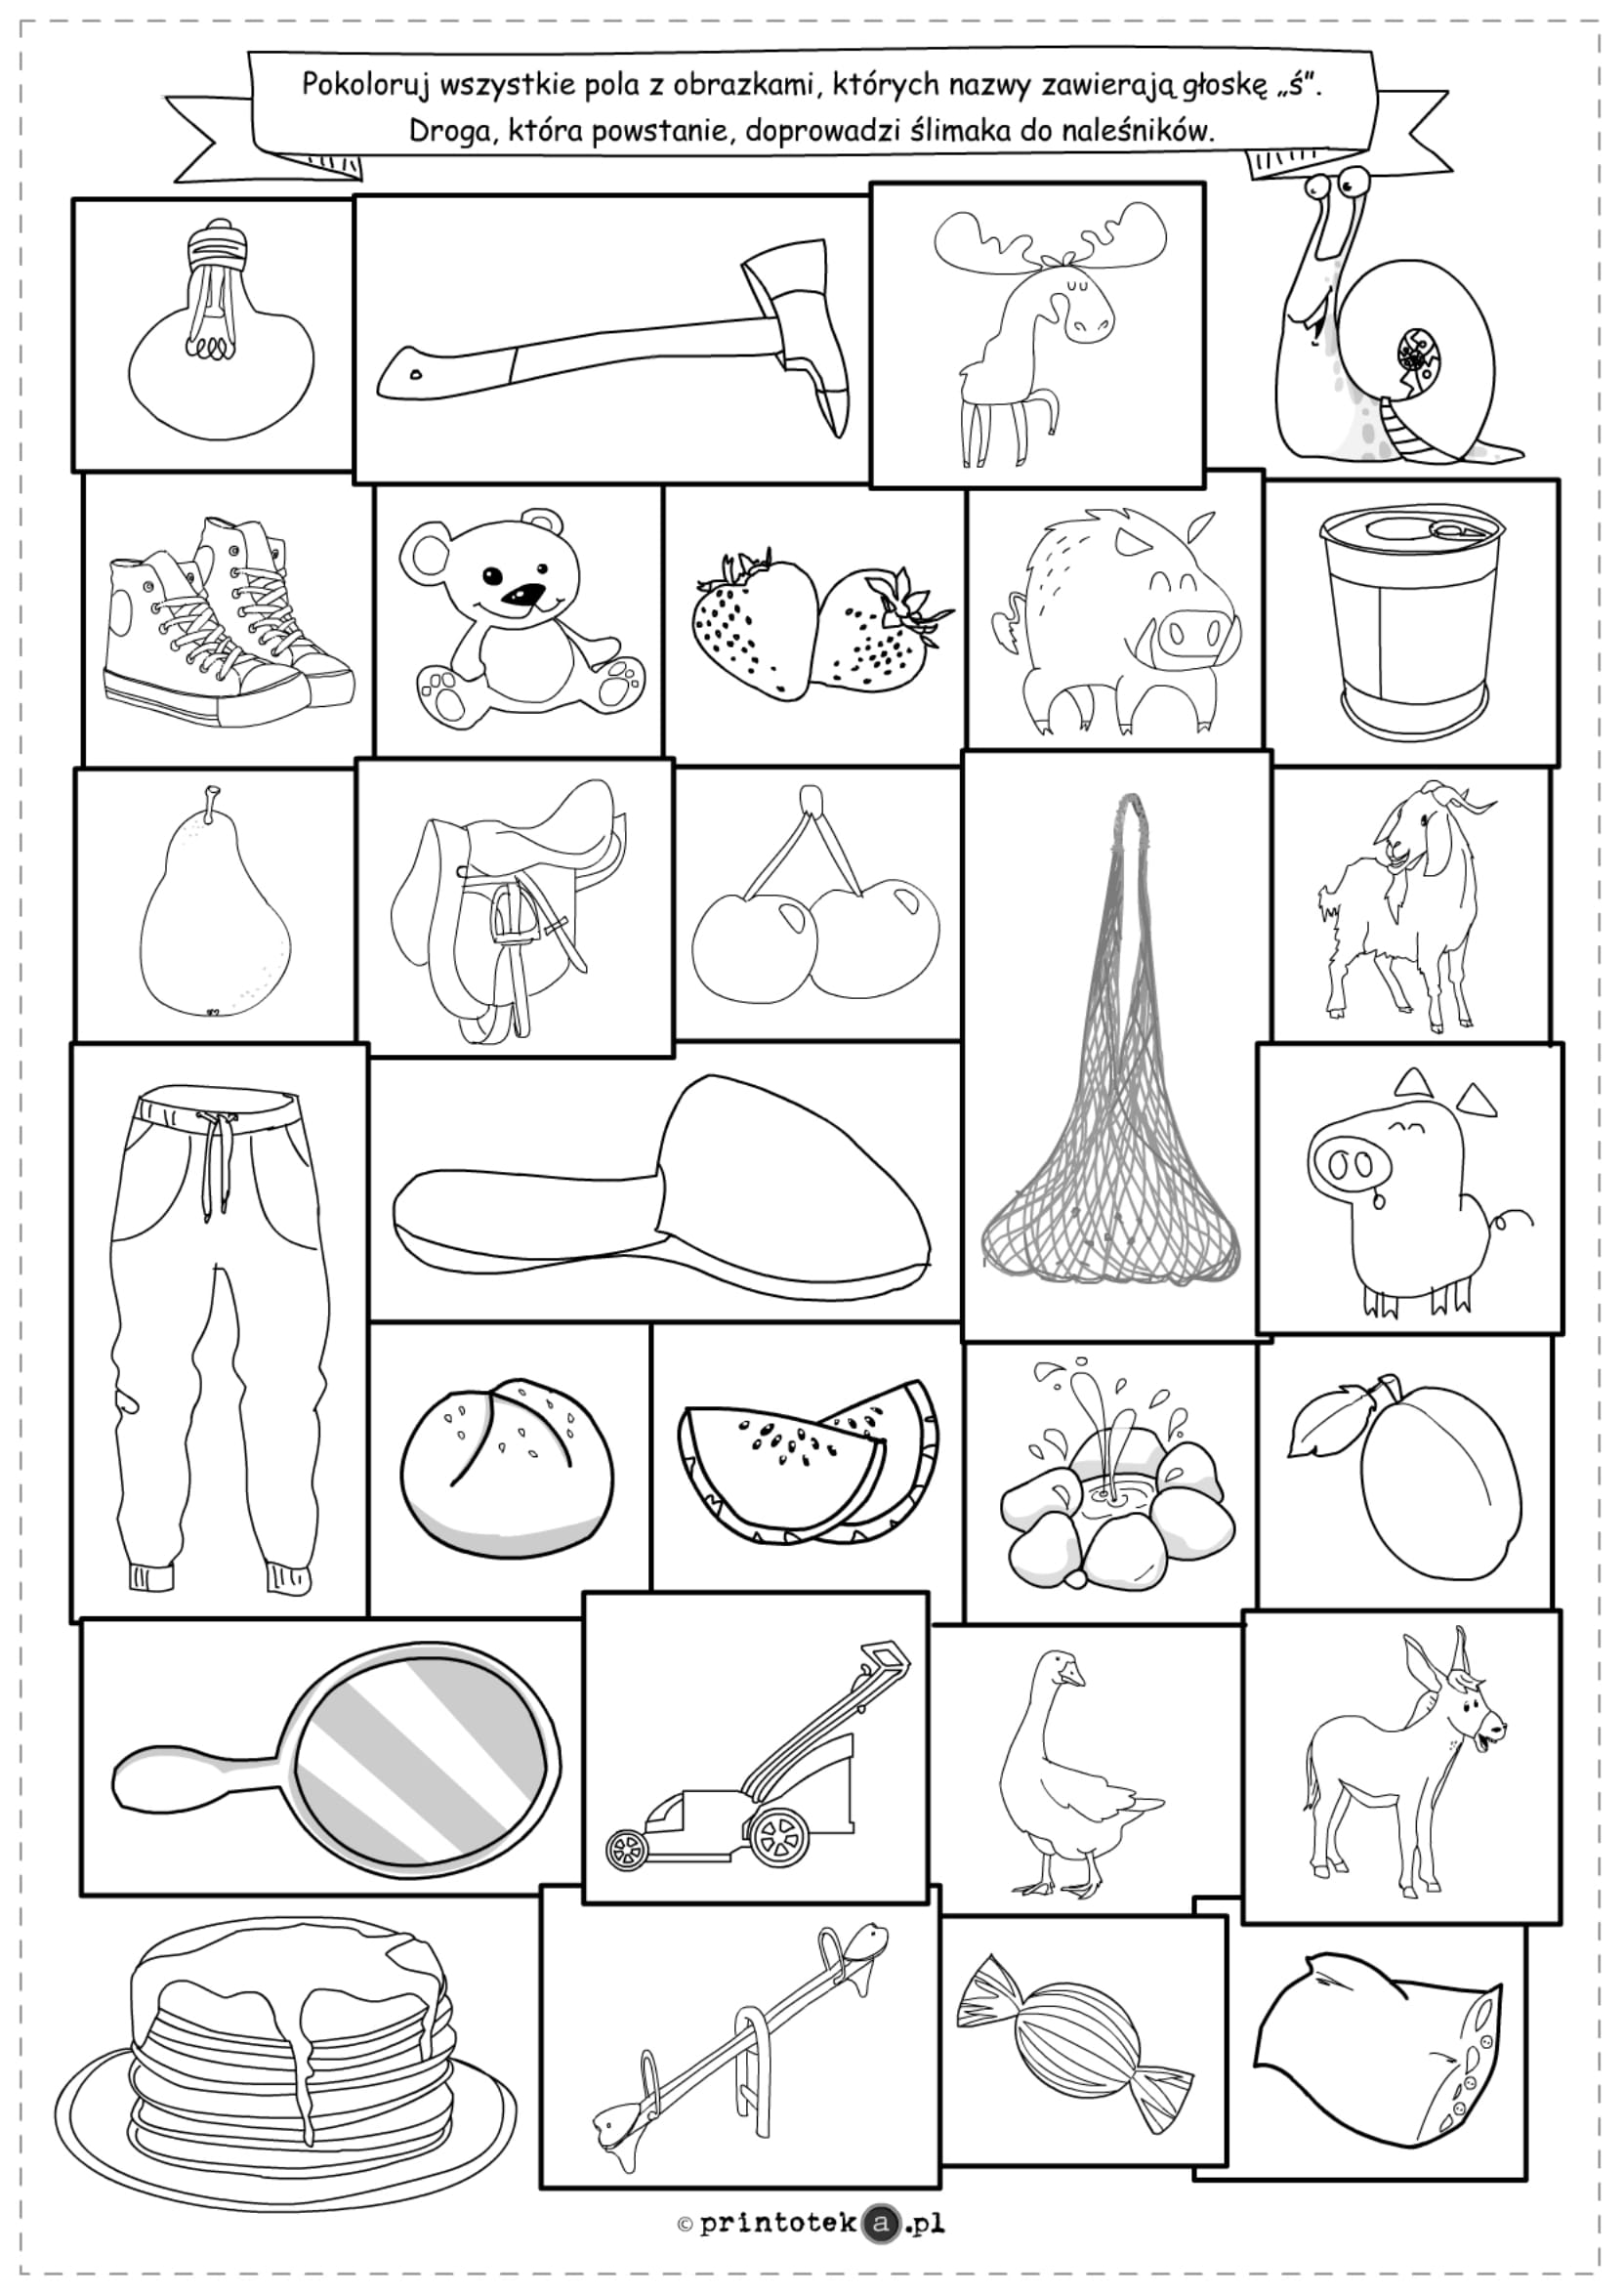 Pokoloruj wszystkie pola z obrazkami, których nazwy zawierają głoskę „ś”.
Droga, która powstanie, doprowadzi ślimaka do naleśników.
© printoteka.pl